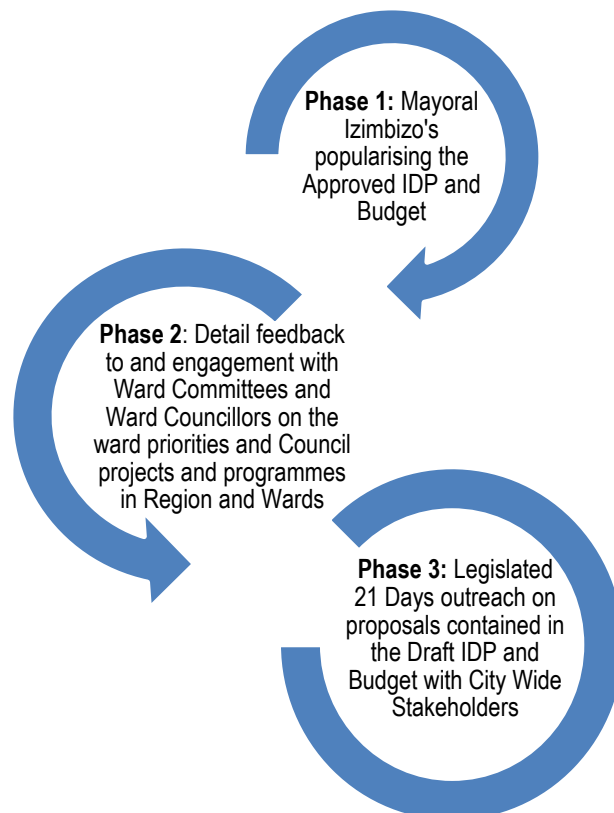 Phase 1: Mayoral
Izimbizo's
popularising the
Approved IDP and
Budget
Phase 2: Detail feedback
to and engagement with
Ward Committees and
Ward Councillors on the
ward priorities and Council
projects and programmes
in Region and Wards
Phase 3: Legislated
21 Days outreach on
proposals contained in
the Draft IDP and
Budget with City Wide
Stakeholders